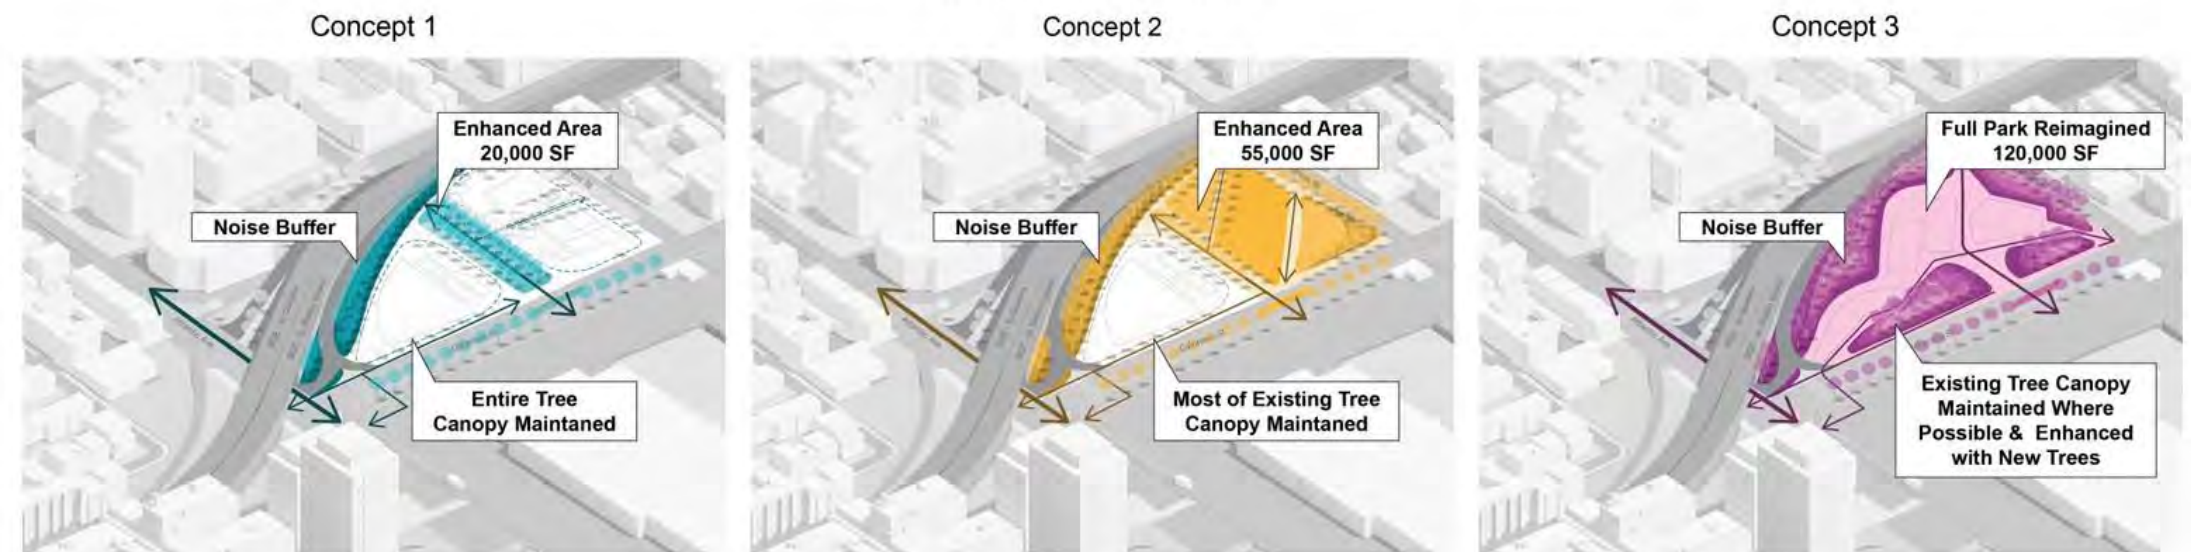 Concept 1
Enhanced Area
20,000 SF
Noise Buffer
Entire Tree
Canopy Maintaned
Concept 2
Enhanced Area
55,000 SF
Noise Buffer
Most of Existing Tree
Canopy Maintaned
Concept 3
Full Park Reimagined
120,000 SF
Noise Buffer
Existing Tree Canopy
Maintained Where
Possible & Enhanced
with New Trees